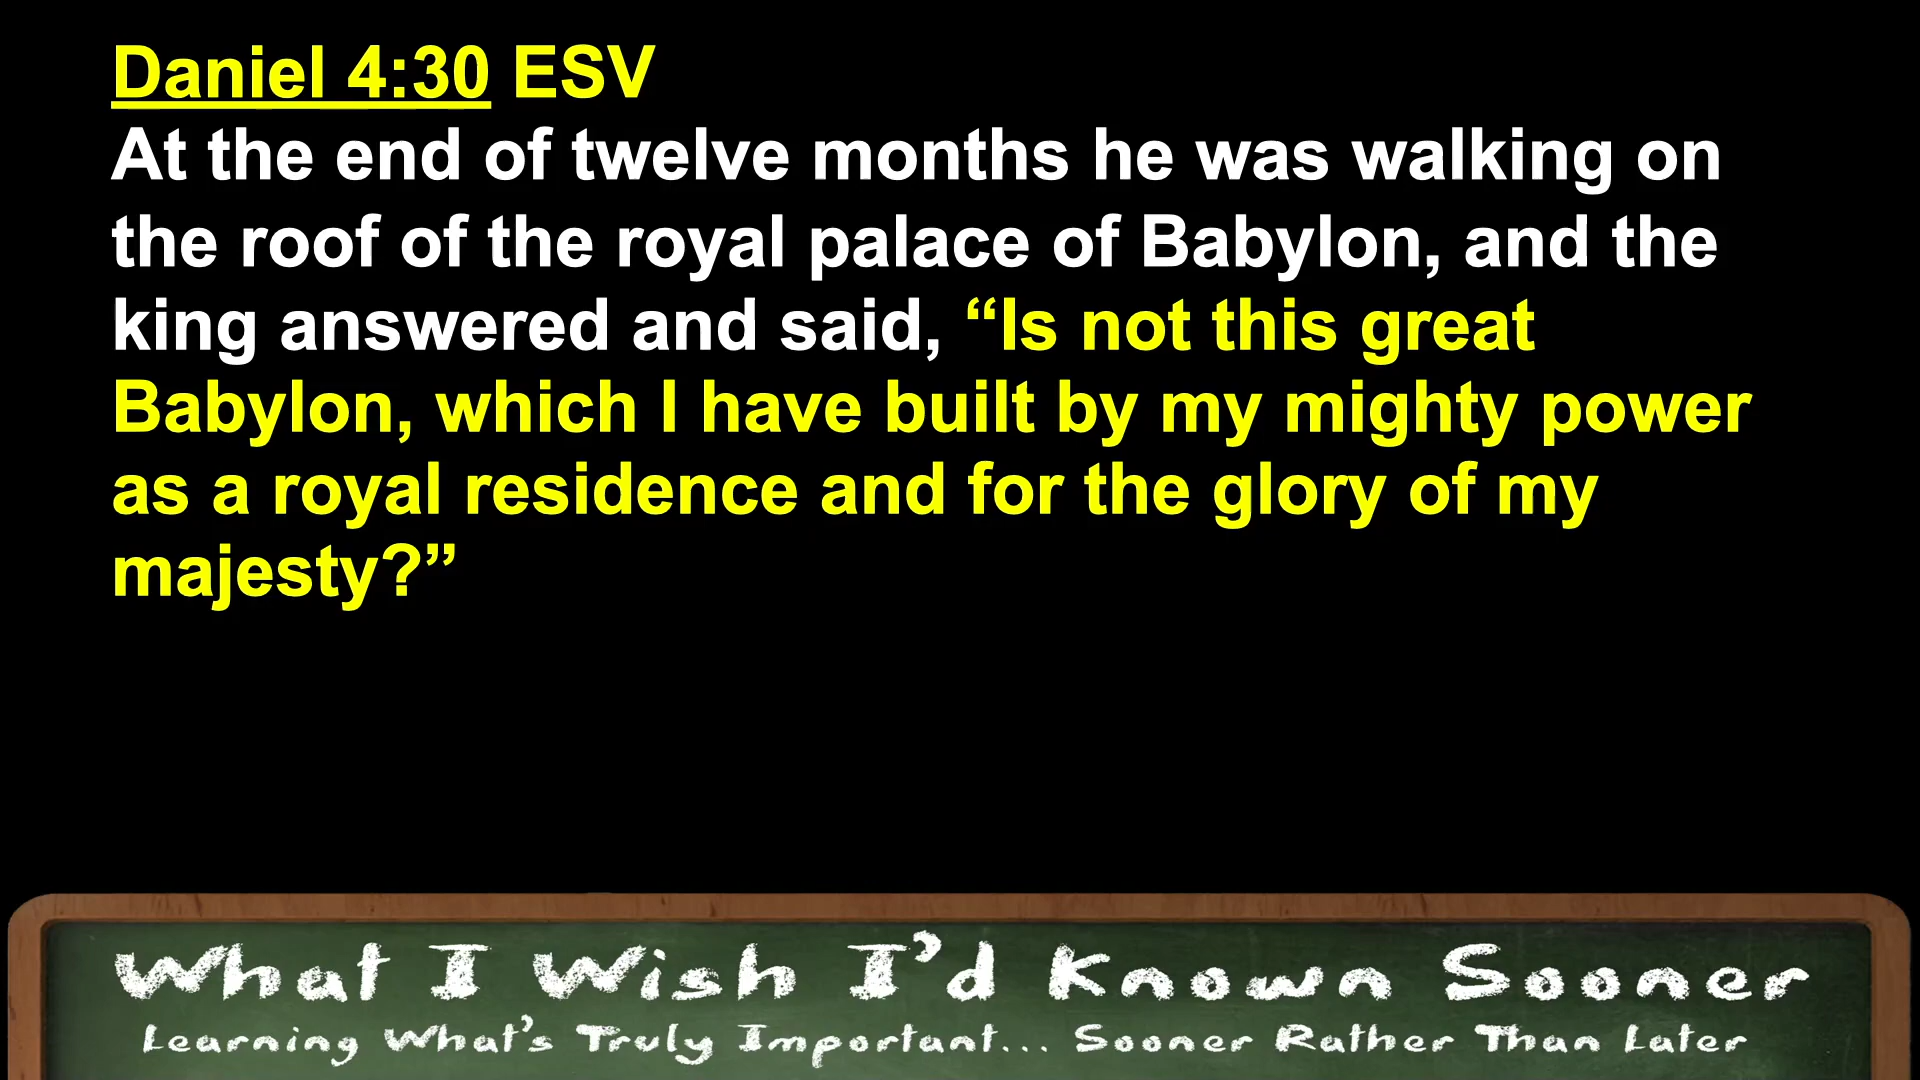 Daniel 4:30 ESV
At the end of twelve months he was walking on
the roof of the royal palace of Babylon, and the
king answered and said, “Is not this great
Babylon, which I have built by my mighty power
as a royal residence and for the glory of my
majesty?”
What I Wish I’d Known Sooner
Learning What’s Truly Important... Sooner Rather Than Later